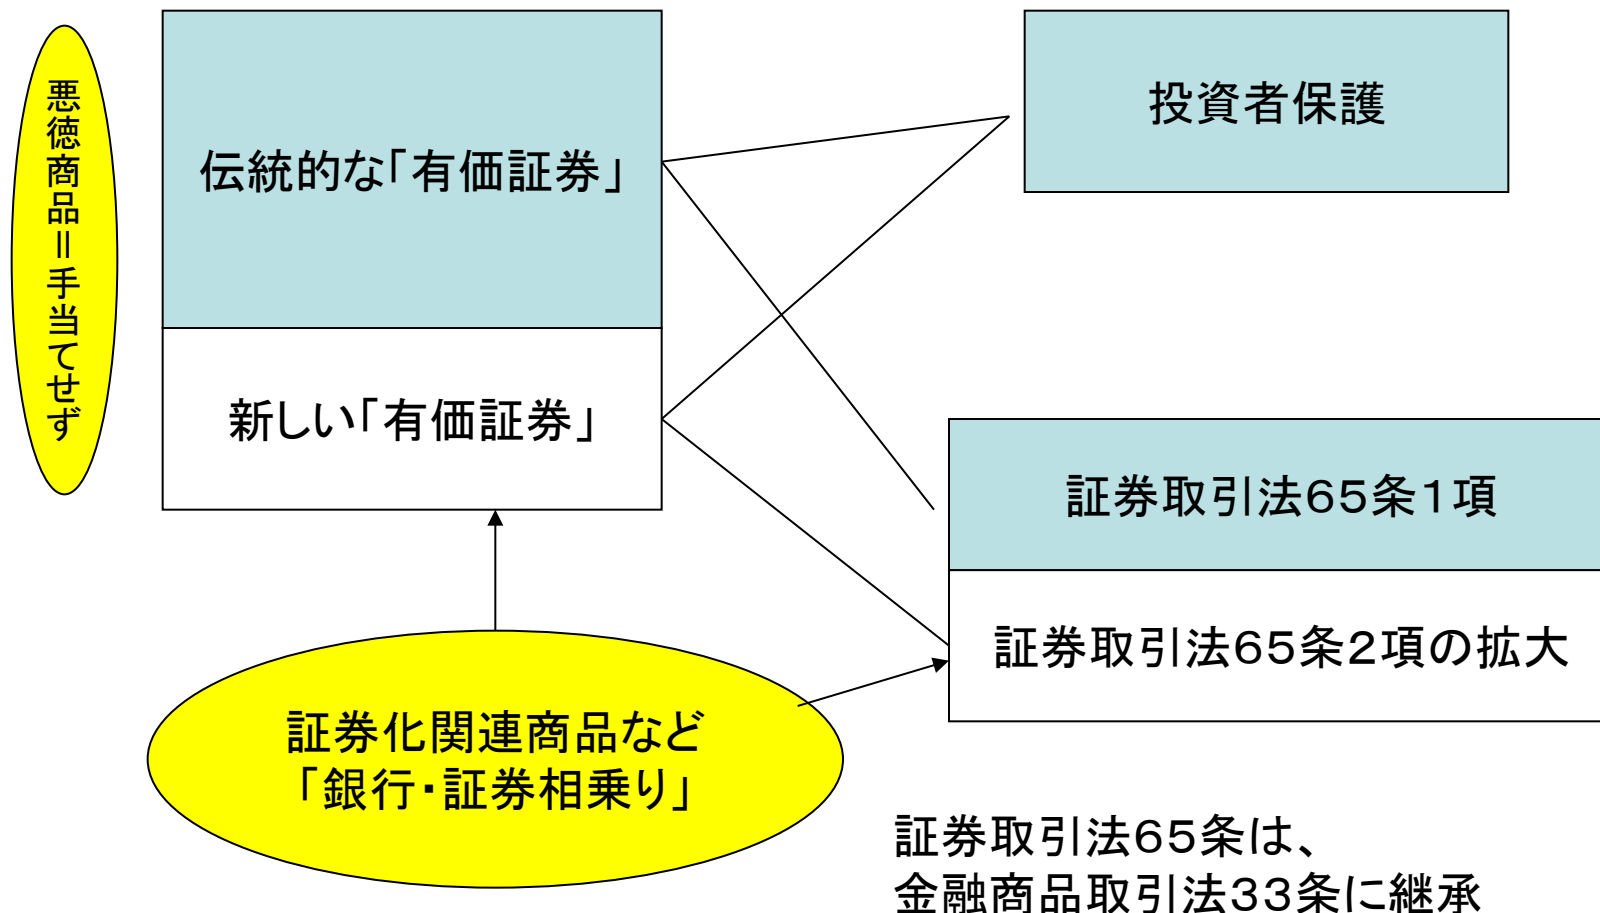 悪徳商品=手当てせず
伝統的な「有価証券」
新しい「有価証券」
投資者保護
証券取引法65条1項
証券取引法65条2項の拡大
証券化関連商品など
「銀行・証券相乗り」
証券取引法65条は、
金融商品取引法33条に継承